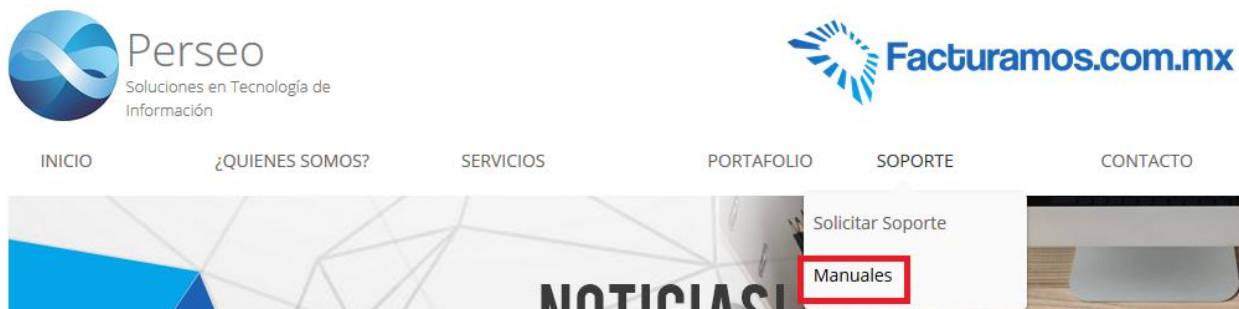 Perseo
Soluciones en Tecnología de
Información
Facturamos.com.mx
INICIO
¿QUIENES SOMOS?
SERVICIOS
PORTAFOLIO
SOPORTE
CONTACTO
Solicitar Soporte
Manuales
NOTICIAS!